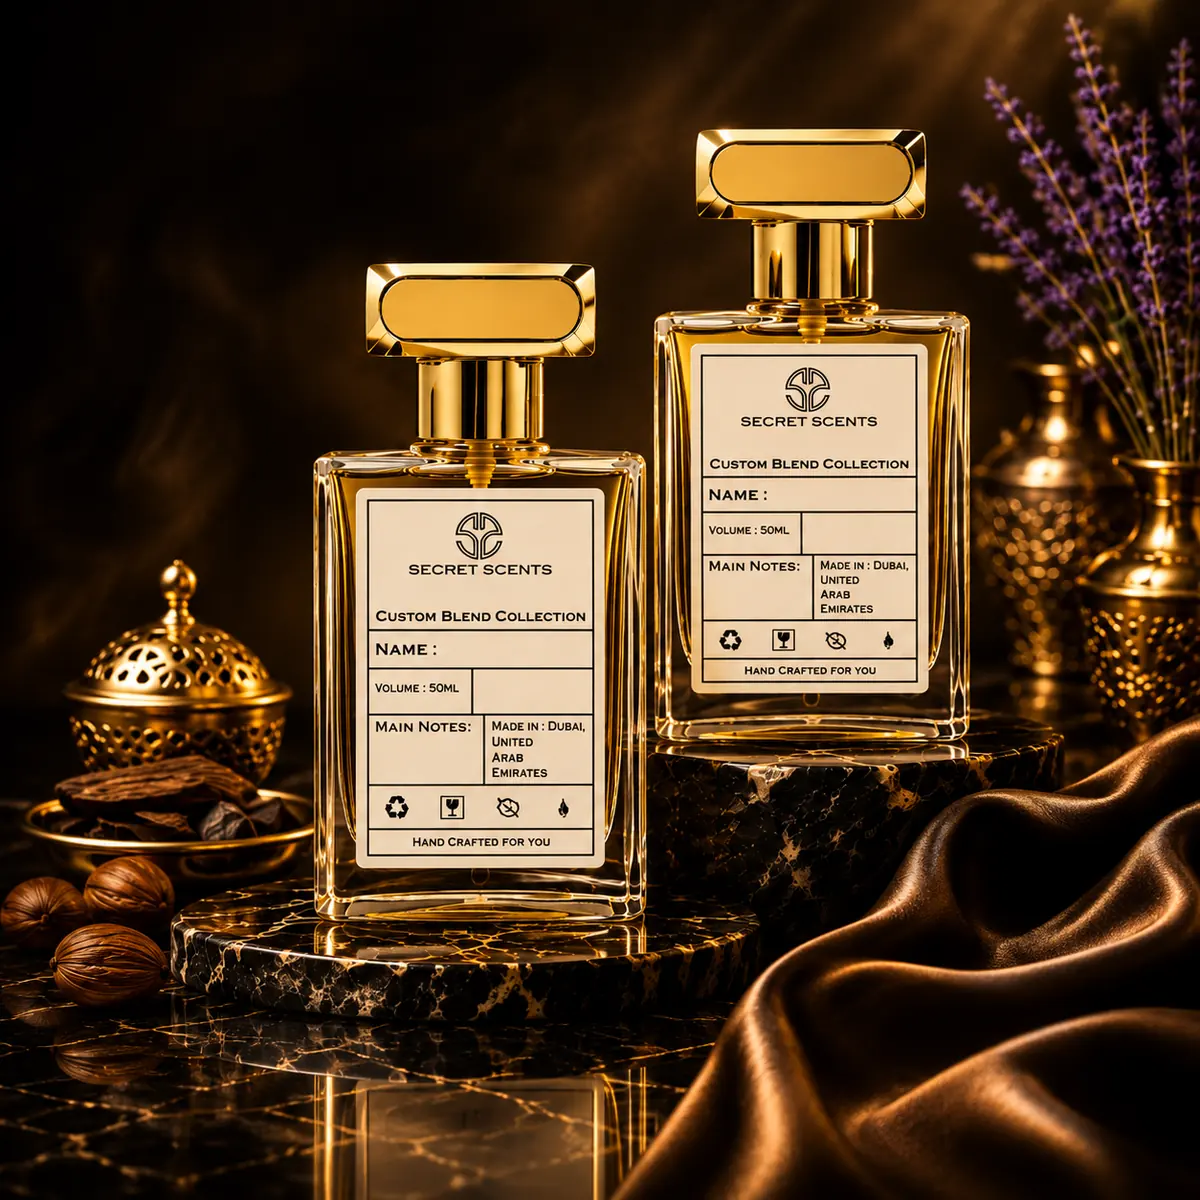 SECRET SCENTS
CUSTOM BLEND COLLECTION
NAME :
VOLUME : 50ML
MAIN NOTES:
MADE IN : DUBAI,
UNITED
ARAB
EMIRATES
HAND CRAFTED FOR YOU
SECRET SCENTS
CUSTOM BLEND COLLECTION
NAME :
VOLUME : 50ML
MAIN NOTES:
MADE IN : DUBAI,
UNITED
ARAB
EMIRATES
HAND CRAFTED FOR YOU